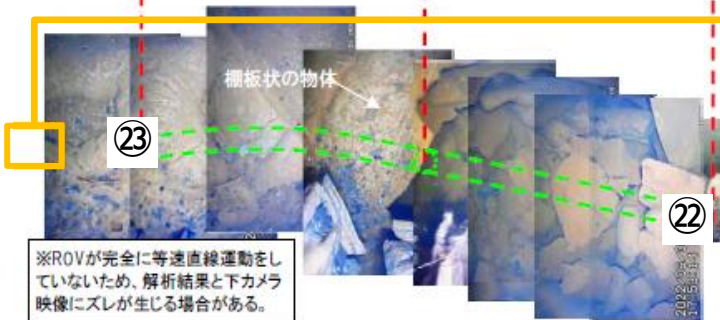 棚板状の物体
㉓
㉒
※ROVが完全に等速直線運動をし
ていないため、解析結果と下カメラ
映像にズレが生じる場合がある。